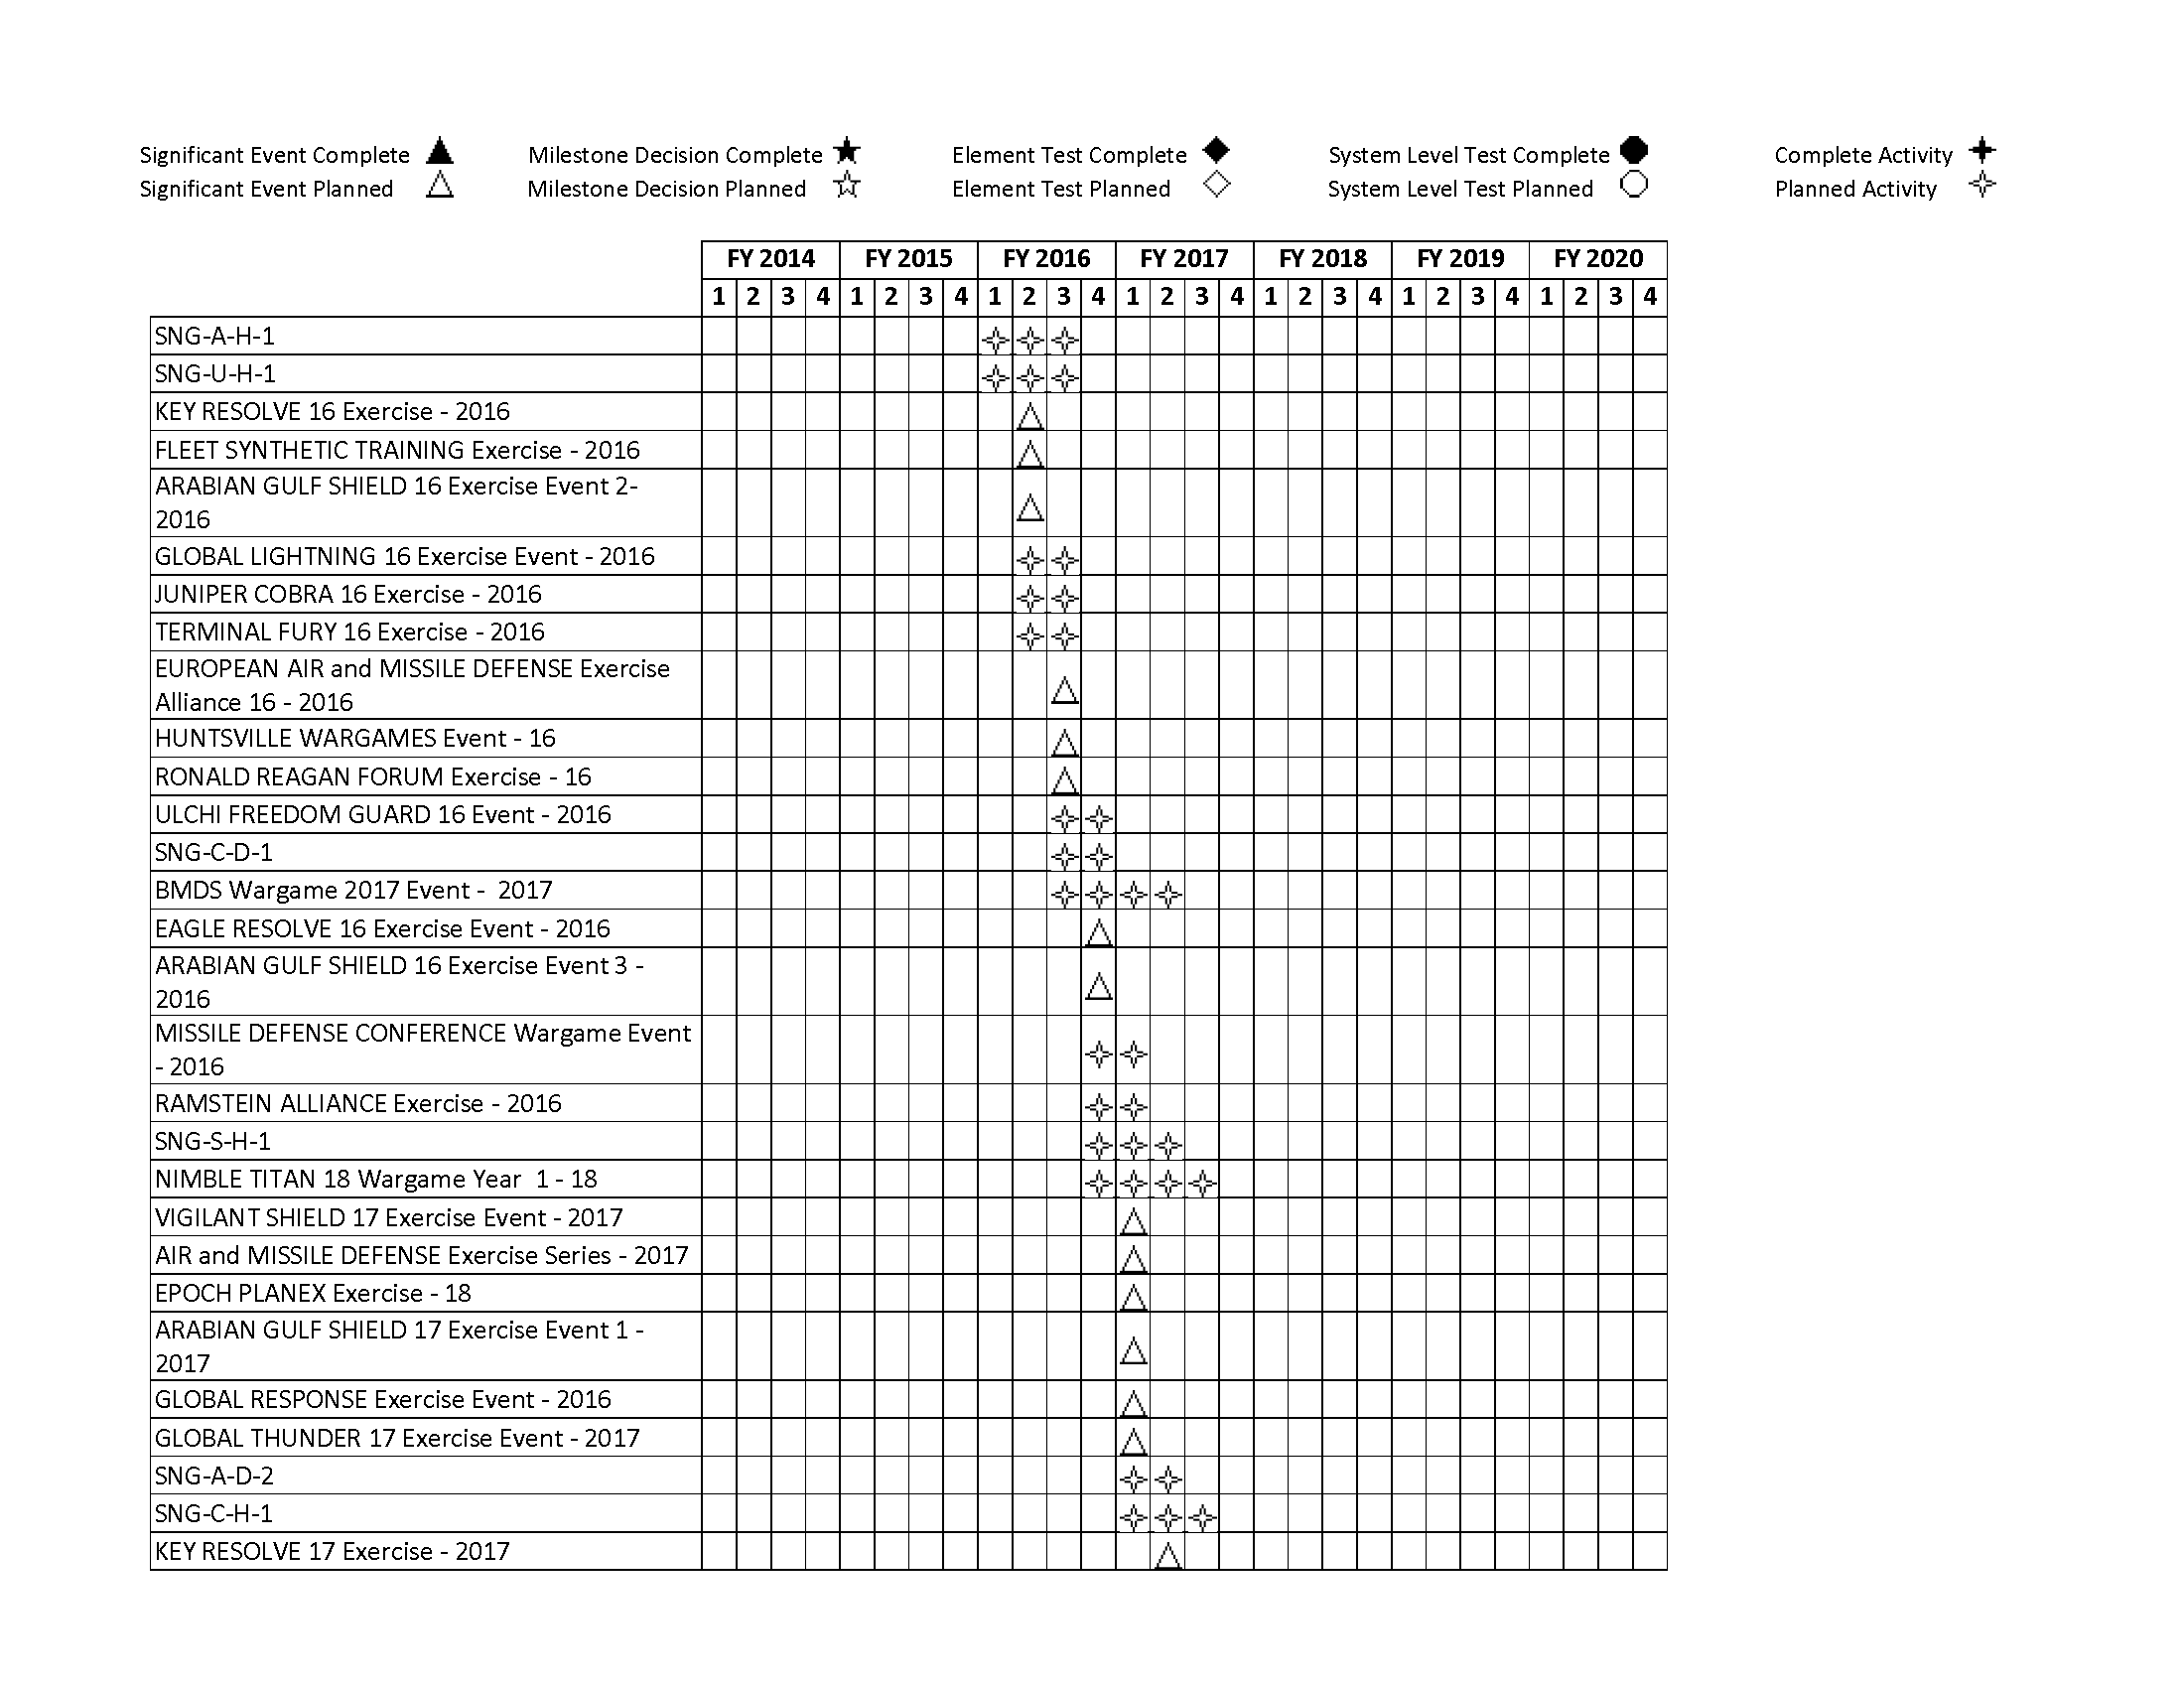 Significant Event Complete ▲ Milestone Decision Complete ★ Element Test Complete ◆ System Level Test Complete ⬤ Complete Activity ✦
Significant Event Planned △ Milestone Decision Planned ☆ Element Test Planned ◇ System Level Test Planned ◯ Planned Activity ✧
FY 2014 FY 2015 FY 2016 FY 2017 FY 2018 FY 2019 FY 2020
1 2 3 4 1 2 3 4 1 2 3 4 1 2 3 4 1 2 3 4 1 2 3 4 1 2 3 4
SNG-A-H-1 ✧ ✧ ✧
SNG-U-H-1 ✧ ✧ ✧
KEY RESOLVE 16 Exercise - 2016 △
FLEET SYNTHETIC TRAINING Exercise - 2016 △
ARABIAN GULF SHIELD 16 Exercise Event 2-
2016 △
GLOBAL LIGHTNING 16 Exercise Event - 2016 ✧ ✧
JUNIPER COBRA 16 Exercise - 2016 ✧ ✧
TERMINAL FURY 16 Exercise - 2016 ✧ ✧
EUROPEAN AIR and MISSILE DEFENSE Exercise
Alliance 16 - 2016 △
HUNTSVILLE WARGAMES Event - 16 △
RONALD REAGAN FORUM Exercise - 16 △
ULCHI FREEDOM GUARD 16 Event - 2016 ✧ ✧
SNG-C-D-1 ✧ ✧
BMDS Wargame 2017 Event -  2017 ✧ ✧ ✧ ✧
EAGLE RESOLVE 16 Exercise Event - 2016 △
ARABIAN GULF SHIELD 16 Exercise Event 3 -
2016 △
MISSILE DEFENSE CONFERENCE Wargame Event
- 2016 ✧ ✧
RAMSTEIN ALLIANCE Exercise - 2016 ✧ ✧
SNG-S-H-1 ✧ ✧ ✧
NIMBLE TITAN 18 Wargame Year  1 - 18 ✧ ✧ ✧ ✧
VIGILANT SHIELD 17 Exercise Event - 2017 △
AIR and MISSILE DEFENSE Exercise Series - 2017 △
EPOCH PLANEX Exercise - 18 △
ARABIAN GULF SHIELD 17 Exercise Event 1 -
2017 △
GLOBAL RESPONSE Exercise Event - 2016 △
GLOBAL THUNDER 17 Exercise Event - 2017 △
SNG-A-D-2 ✧ ✧
SNG-C-H-1 ✧ ✧ ✧
KEY RESOLVE 17 Exercise - 2017 △